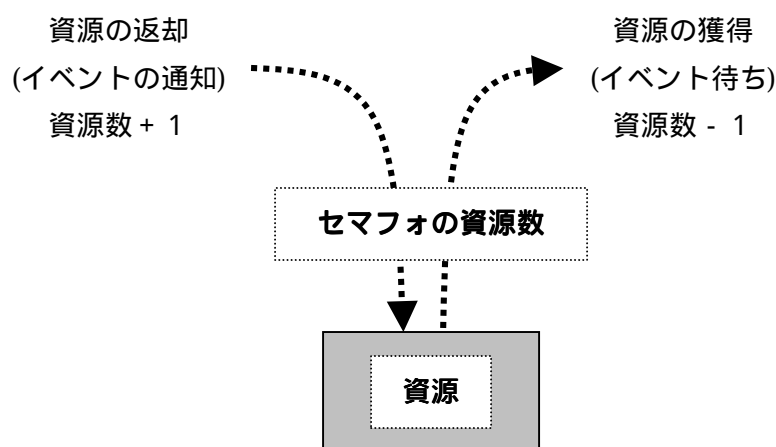 資源の返却
(イベントの通知)
資源数 + 1
資源の獲得
(イベント待ち)
資源数 - 1
セマフォの資源数
資源